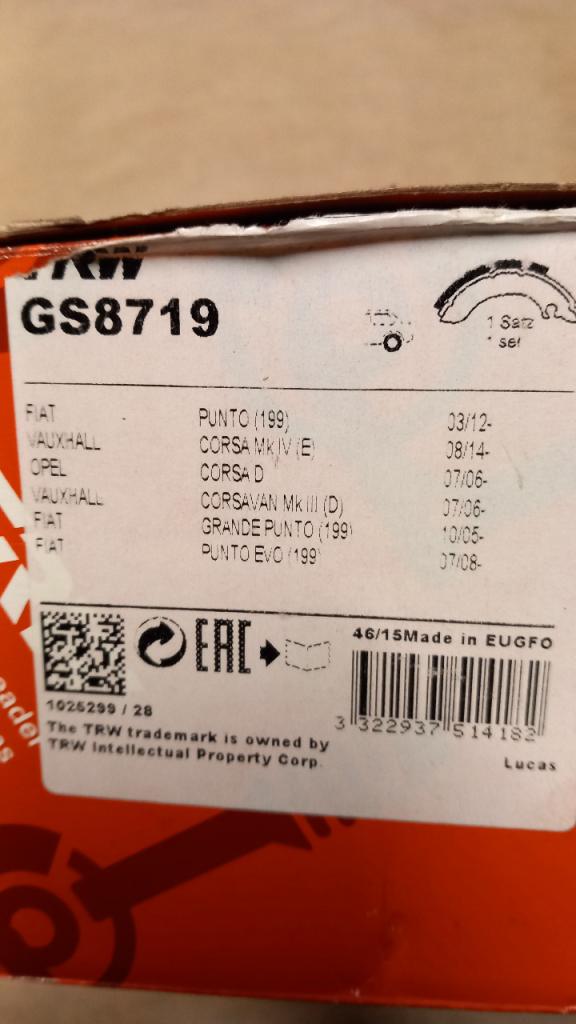 TRW
GS8719
1 Satz
1 set
FIAT - PUNTO (199) 03/12-
VAUXHALL CORSA Mk IV (E) 08/14-
OPEL CORSA D 07/06-
VAUXHALL CORSAVAN Mk III (D) 07/06-
FIAT GRANDE PUNTO (199) 10/05-
FIAT PUNTO EVO (199) 07/08-
EAC
46/15Made in EUGFO
1025299 / 28
3 322937 514182
The TRW trademark is owned by
TRW Intellectual Property Corp.
Lucas